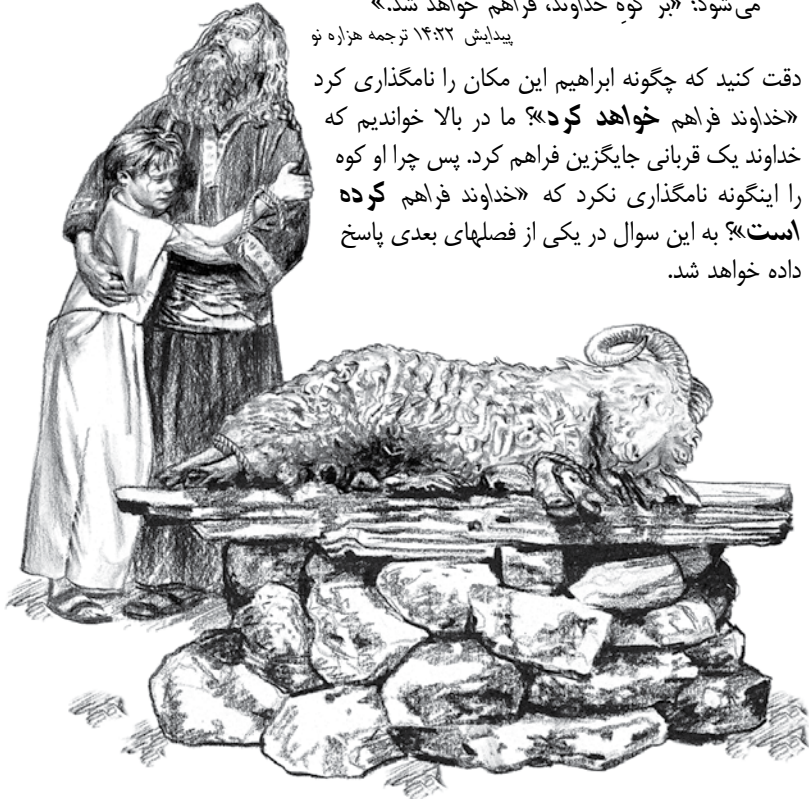 می‌شود: «بر کوهِ خداوند، فراهم خواهد شد.»
پیدایش ۱۴:۲۲ ترجمه هزاره نو
دقت کنید که چگونه ابراهیم این مکان را نامگذاری کرد
«خداوند فراهم خواهد کرد»؟ ما در بالا خواندیم که
خداوند یک قربانی جایگزین فراهم کرد. پس چرا او کوه
را اینگونه نامگذاری نکرد که «خداوند فراهم کرده
است»؟ به این سوال در یکی از فصلهای بعدی پاسخ
داده خواهد شد.